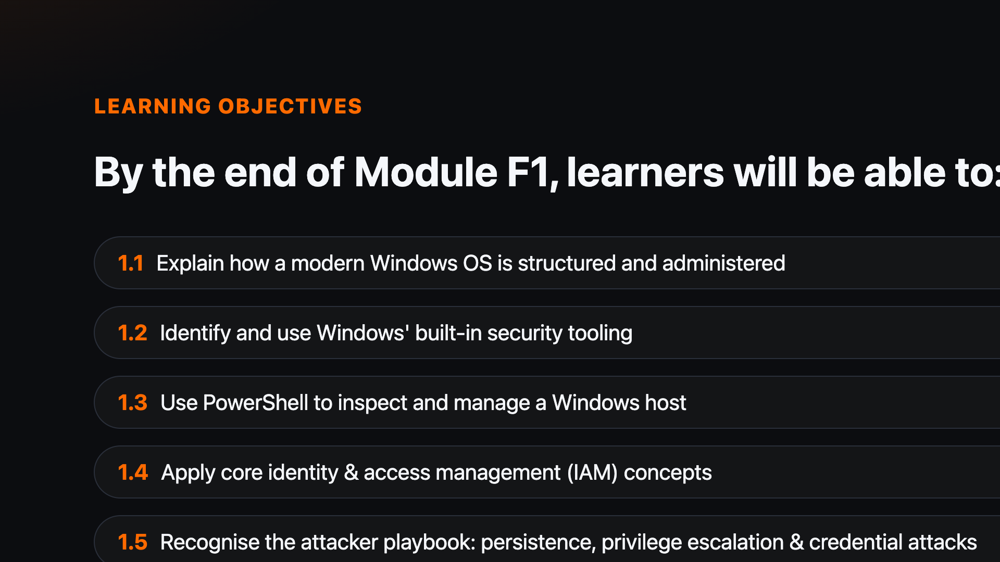 LEARNING OBJECTIVES
By the end of Module F1, learners will be able to:
1.1 Explain how a modern Windows OS is structured and administered
1.2 Identify and use Windows' built-in security tooling
1.3 Use PowerShell to inspect and manage a Windows host
1.4 Apply core identity & access management (IAM) concepts
1.5 Recognise the attacker playbook: persistence, privilege escalation & credential attacks